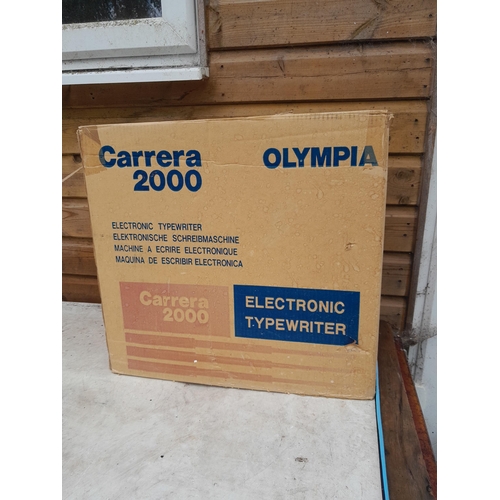 Carrera
2000
OLYMPIA
ELECTRONIC TYPEWRITER
ELEKTRONISCHE SCHREIBMASCHINE
MACHINE A ECRIRE ELECTRONIQUE
MAQUINA DE ESCRIBIR ELECTRONICA
Carrera
2000
ELECTRONIC
TYPEWRITER